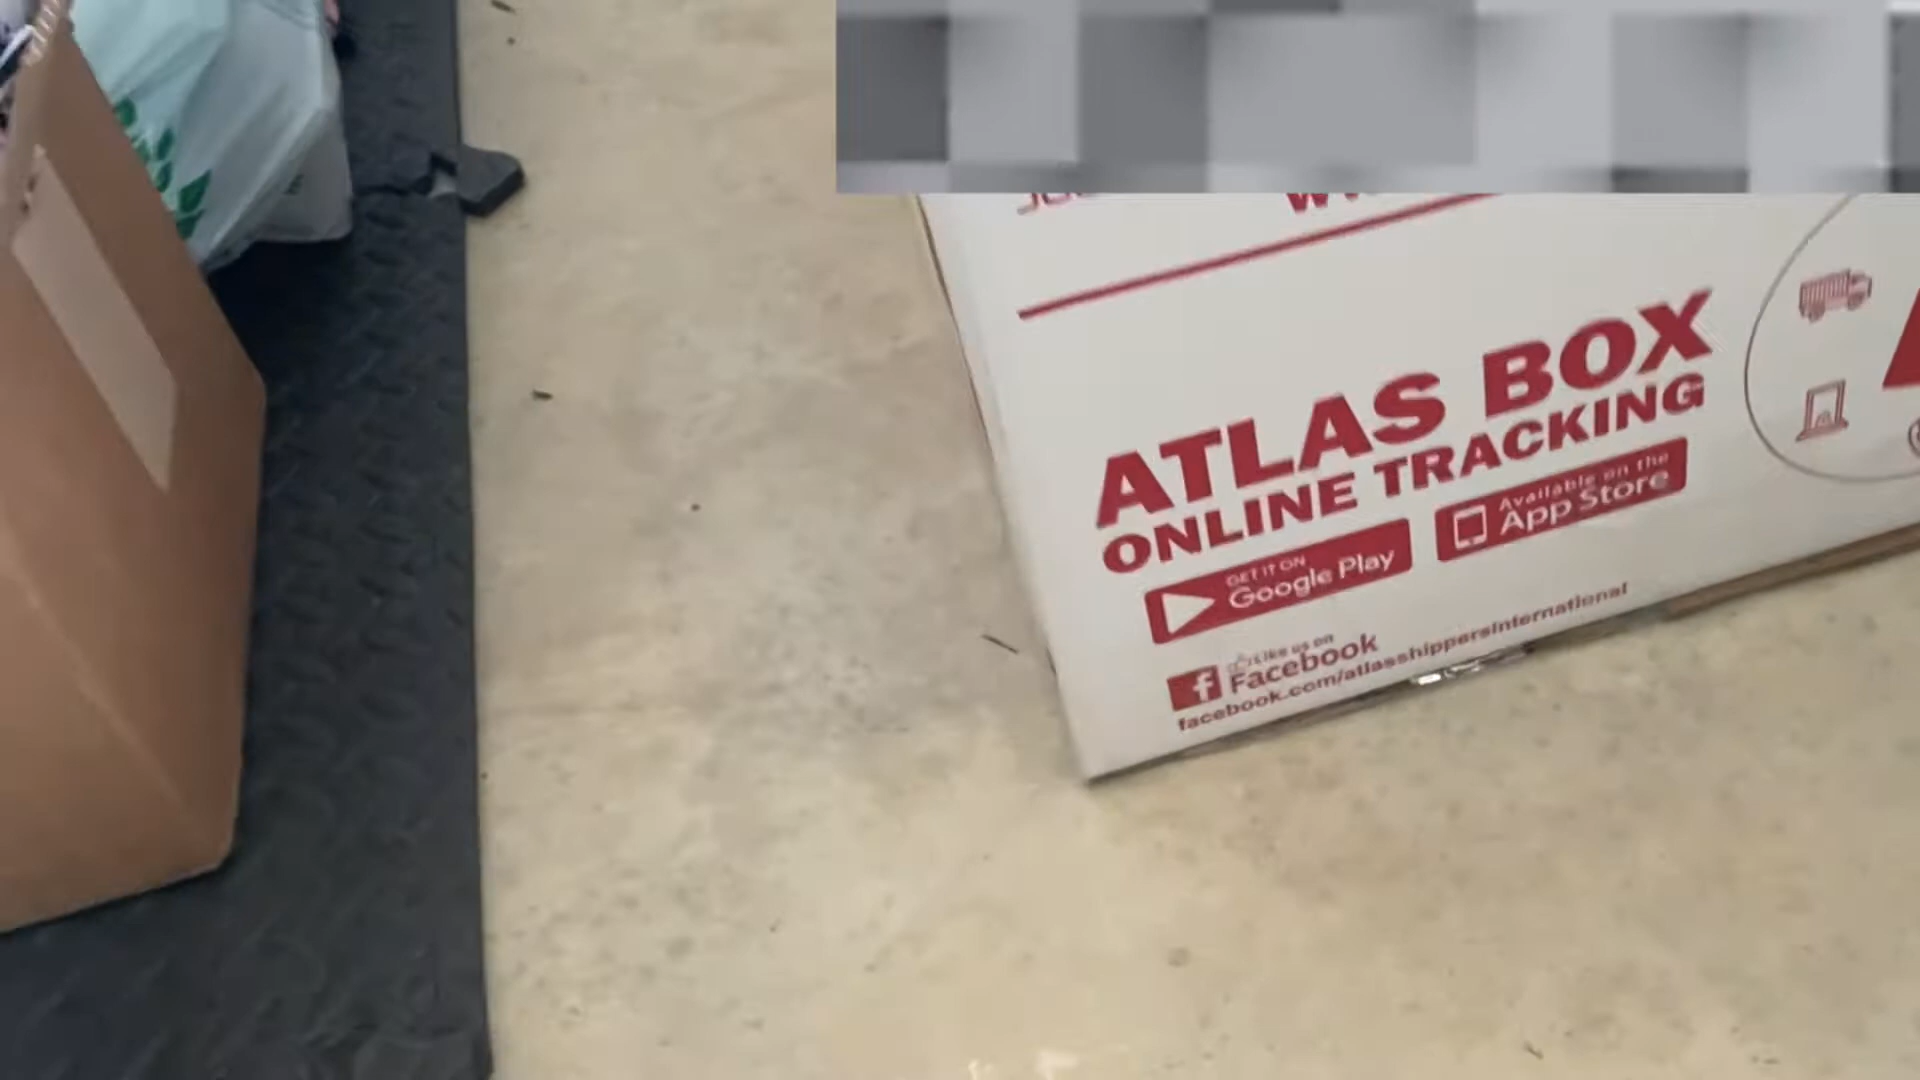 ATLAS BOX
ONLINE TRACKING
GET IT ON
Google Play
Available on the
App Store
Like us on
Facebook
facebook.com/atlasshippersinternational